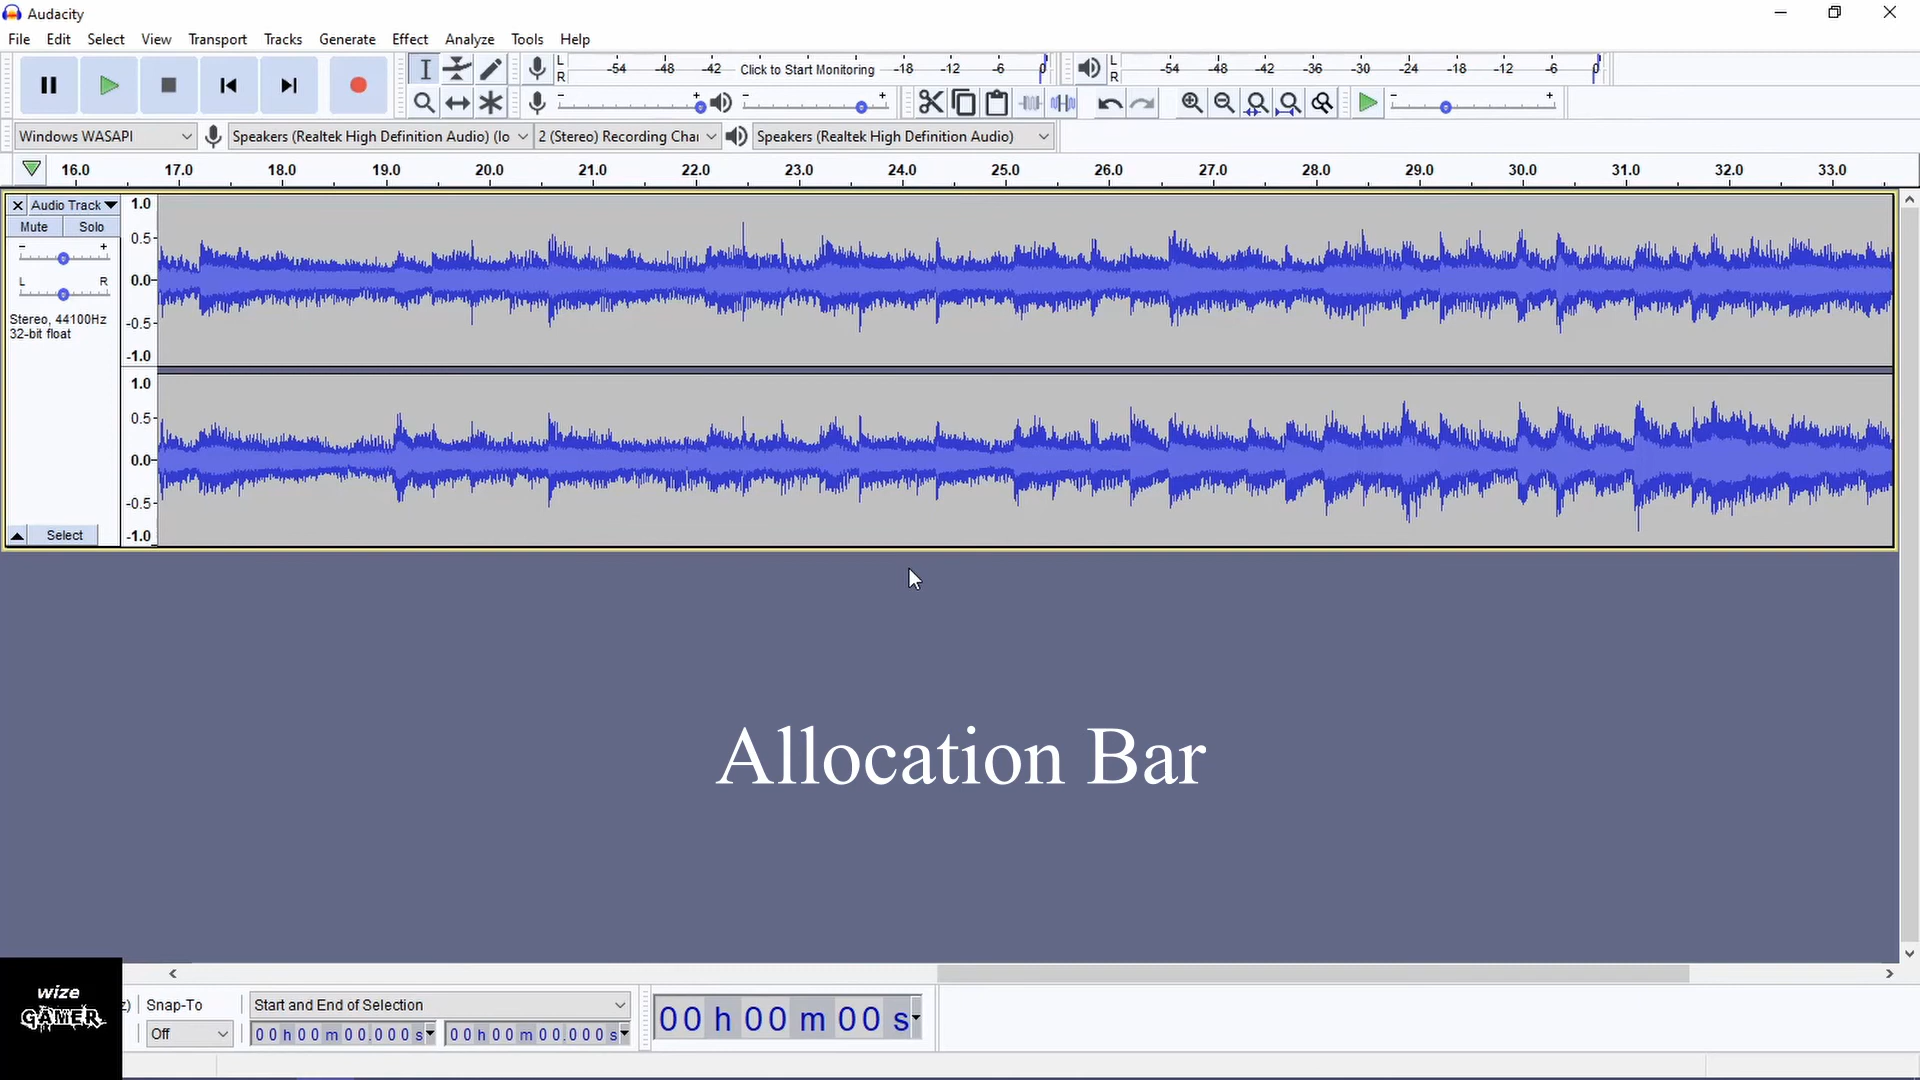 Audacity
File Edit Select View Transport Tracks Generate Effect Analyze Tools Help
L R -54 -48 -42 Click to Start Monitoring -18 -12 -6 0
L R -54 -48 -42 -36 -30 -24 -18 -12 -6 0
- + - + - +
Windows WASAPI Speakers (Realtek High Definition Audio) (lo 2 (Stereo) Recording Chai Speakers (Realtek High Definition Audio)
16.0 17.0 18.0 19.0 20.0 21.0 22.0 23.0 24.0 25.0 26.0 27.0 28.0 29.0 30.0 31.0 32.0 33.0
Audio Track
Mute Solo
- +
L R
Stereo, 44100Hz
32-bit float
Select
1.0
0.5-
0.0-
-0.5-
-1.0
1.0
0.5-
0.0-
-0.5-
-1.0
Allocation Bar
wize
GAMER
z) Snap-To Start and End of Selection
Off 00 h 00 m 00.000 s 00 h 00 m 00.000 s
00 h 00 m 00 s